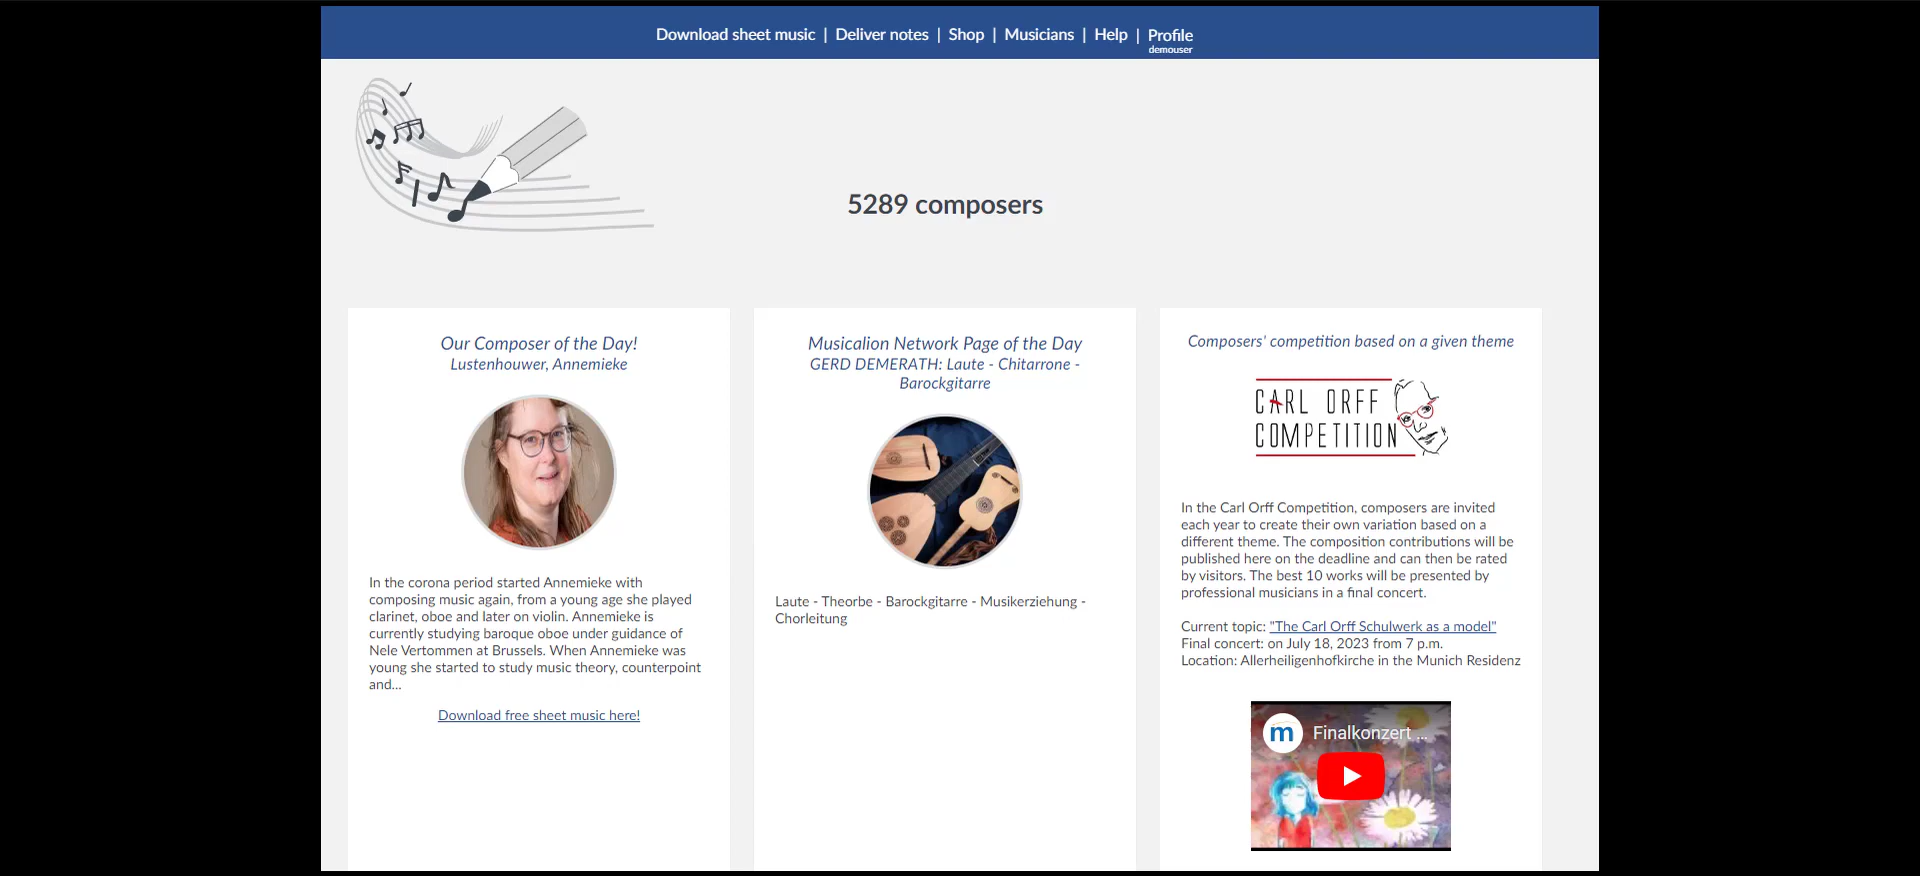 Download sheet music | Deliver notes | Shop | Musicians | Help | Profile
demouser
5289 composers
Our Composer of the Day!
Lustenhouwer, Annemieke
In the corona period started Annemieke with
composing music again, from a young age she played
clarinet, oboe and later on violin. Annemieke is
currently studying baroque oboe under guidance of
Nele Vertommen at Brussels. When Annemieke was
young she started to study music theory, counterpoint
and...
Download free sheet music here!
Musicalion Network Page of the Day
GERD DEMERATH: Laute - Chitarrone -
Barockgitarre
Laute - Theorbe - Barockgitarre - Musikerziehung -
Chorleitung
Composers' competition based on a given theme
CARL ORFF
COMPETITION
In the Carl Orff Competition, composers are invited
each year to create their own variation based on a
different theme. The composition contributions will be
published here on the deadline and can then be rated
by visitors. The best 10 works will be presented by
professional musicians in a final concert.
Current topic: "The Carl Orff Schulwerk as a model"
Final concert: on July 18, 2023 from 7 p.m.
Location: Allerheiligenhofkirche in the Munich Residenz
m Finalkonzert ...